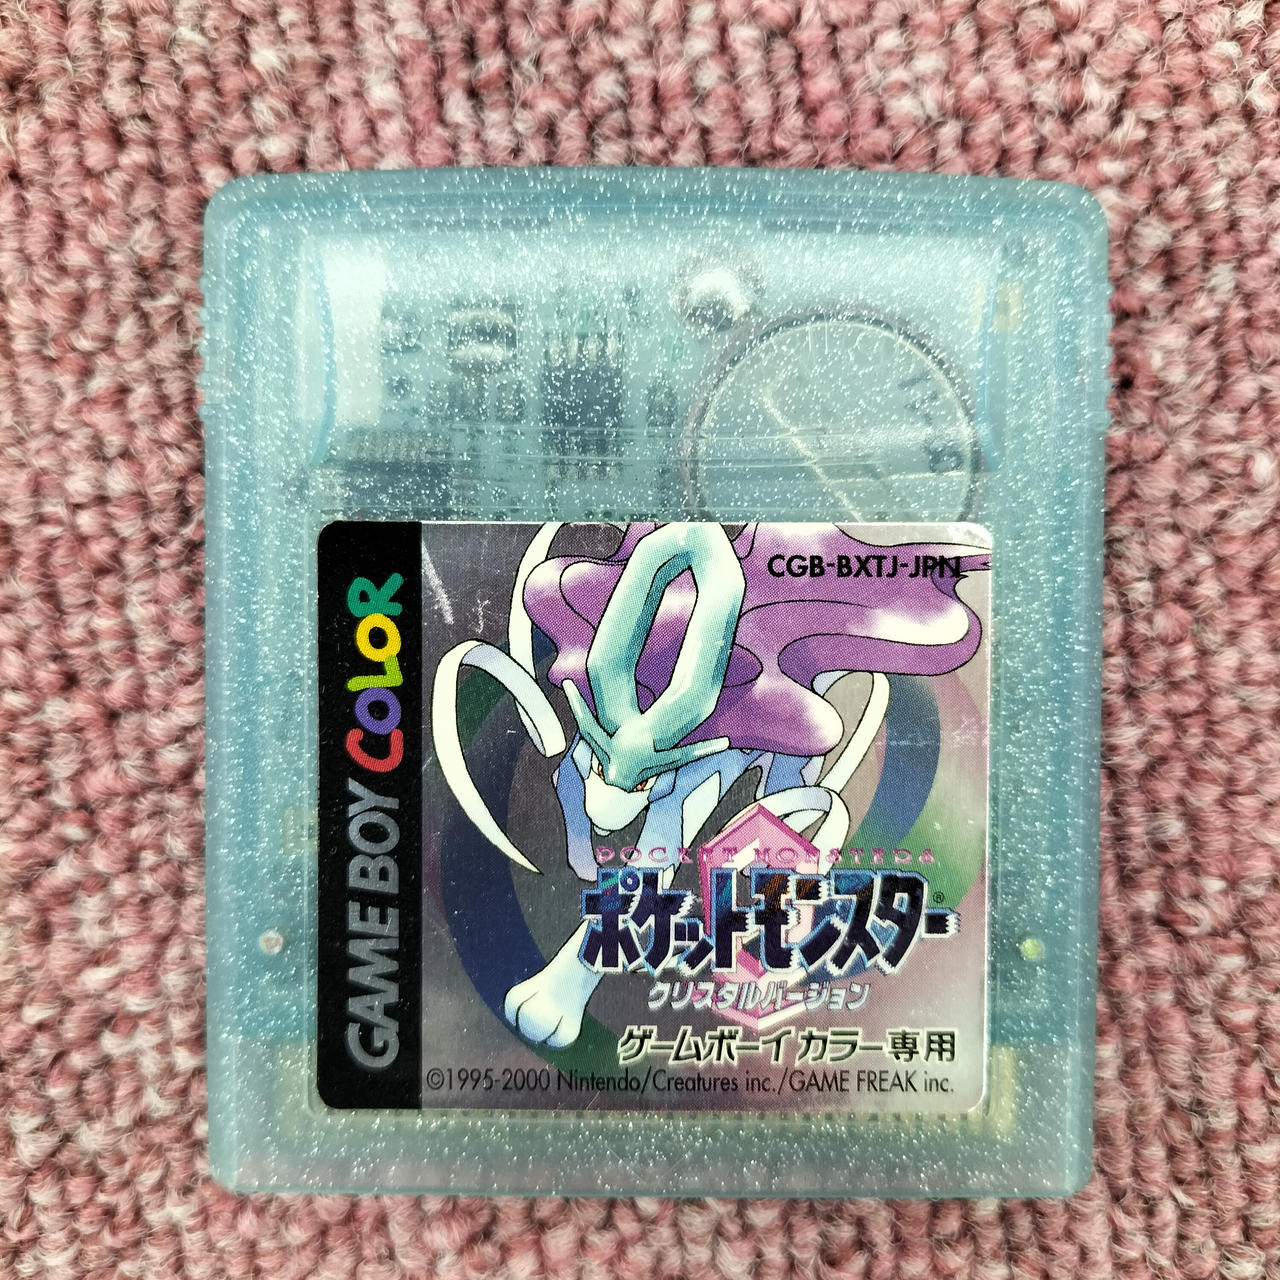 CGB-BXTJ-JPN
GAME BOY COLOR
POCKET MONSTERS
ポケットモンスター®
クリスタルバージョン
ゲームボーイカラー専用
©1995-2000 Nintendo/Creatures inc./GAME FREAK inc.